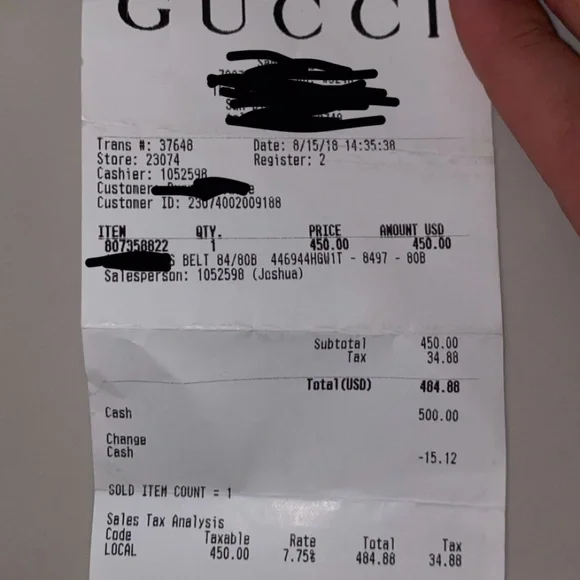 GUCCI
Trans #: 37648 Date: 8/15/18 14:35:38
Store: 23074 Register: 2
Cashier: 1052598
Customer
Customer ID: 23074002009188
ITEM QTY. PRICE AMOUNT USD
807358822 1 450.00 450.00
S BELT 84/80B 446944HGW1T - 8497 - 80B
Salesperson: 1052598 (Joshua)
Subtotal 450.00
Tax 34.88
Total(USD) 484.88
Cash 500.00
Change
Cash -15.12
SOLD ITEM COUNT = 1
Sales Tax Analysis
Code Taxable Rate Total Tax
LOCAL 450.00 7.75% 484.88 34.88